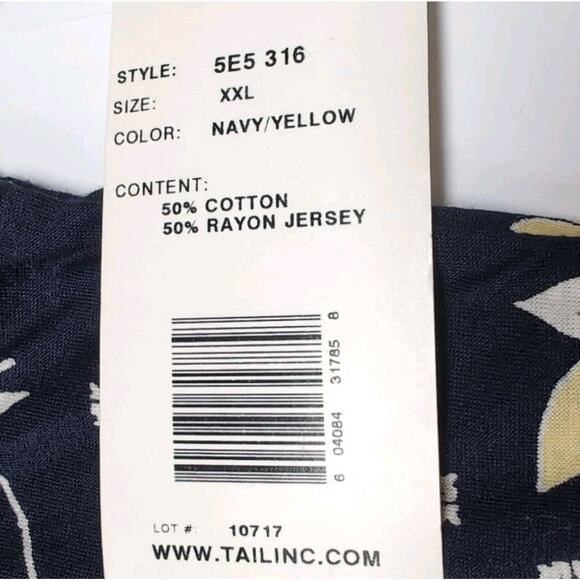 STYLE: 5E5 316
SIZE: XXL
COLOR: NAVY/YELLOW
CONTENT:
50% COTTON
50% RAYON JERSEY
6 04084 31785 8
LOT #: 10717
WWW.TAILINC.COM